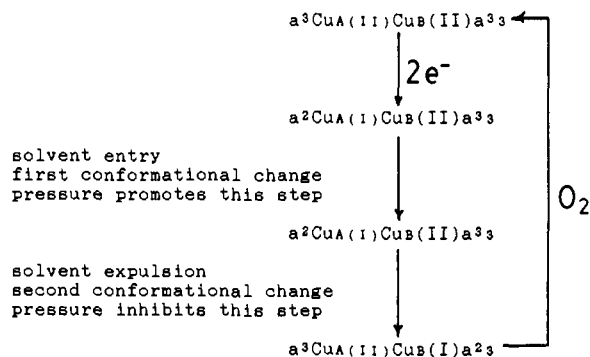 a³CuA(II)CuB(II)a³₃
2e⁻
a²CuA(I)CuB(II)a³₃
solvent entry
first conformational change
pressure promotes this step
O₂
a²CuA(I)CuB(II)a³₃
solvent expulsion
second conformational change
pressure inhibits this step
a³CuA(II)CuB(I)a²₃